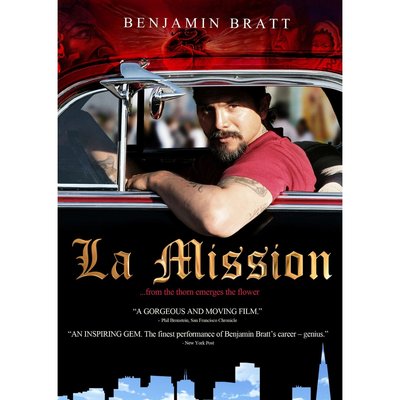 BENJAMIN BRATT
La Mission
...from the thorn emerges the flower
“A GORGEOUS AND MOVING FILM.”
- Phil Bronstein, San Francisco Chronicle
“AN INSPIRING GEM. The finest performance of Benjamin Bratt’s career – genius.”
- New York Post